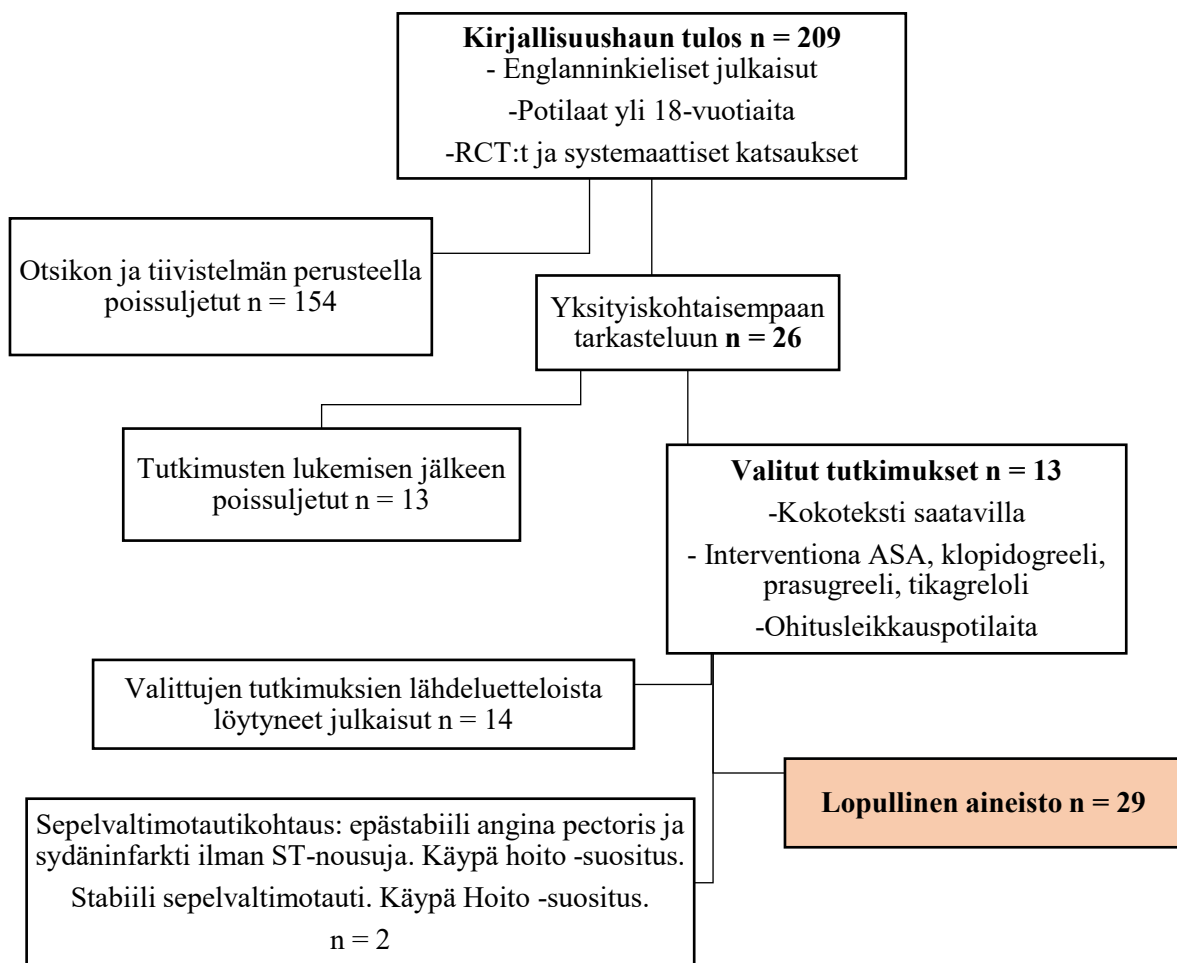 Kirjallisuushaun tulos n = 209
- Englanninkieliset julkaisut
-Potilaat yli 18-vuotiaita
-RCT:t ja systemaattiset katsaukset
Otsikon ja tiivistelmän perusteella
poissuljetut n = 154
Yksityiskohtaisempaan
tarkasteluun n = 26
Tutkimusten lukemisen jälkeen
poissuljetut n = 13
Valitut tutkimukset n = 13
-Kokoteksti saatavilla
- Interventiona ASA, klopidogreeli,
prasugreeli, tikagreloli
-Ohitusleikkauspotilaita
Valittujen tutkimuksien lähdeluetteloista
löytyneet julkaisut n = 14
Lopullinen aineisto n = 29
Sepelvaltimotautikohtaus: epästabiili angina pectoris ja
sydäninfarkti ilman ST-nousuja. Käypä hoito -suositus.
Stabiili sepelvaltimotauti. Käypä Hoito -suositus.
n = 2